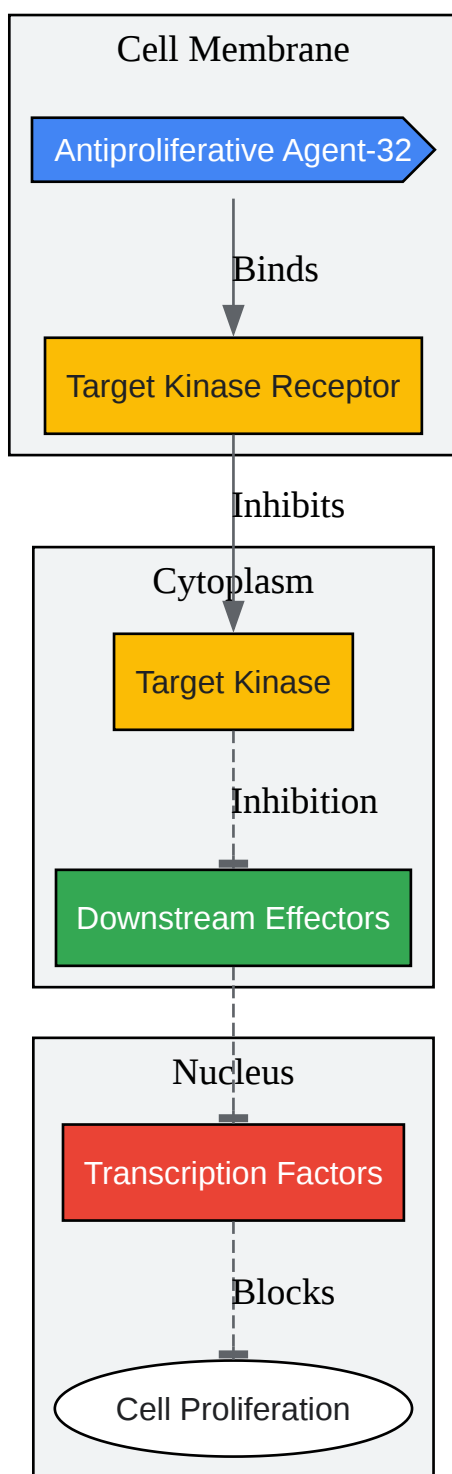 Cell Membrane
Antiproliferative Agent-32
Binds
Target Kinase Receptor
Inhibits
Cytoplasm
Target Kinase
Inhibition
Downstream Effectors
Nucleus
Transcription Factors
Blocks
Cell Proliferation